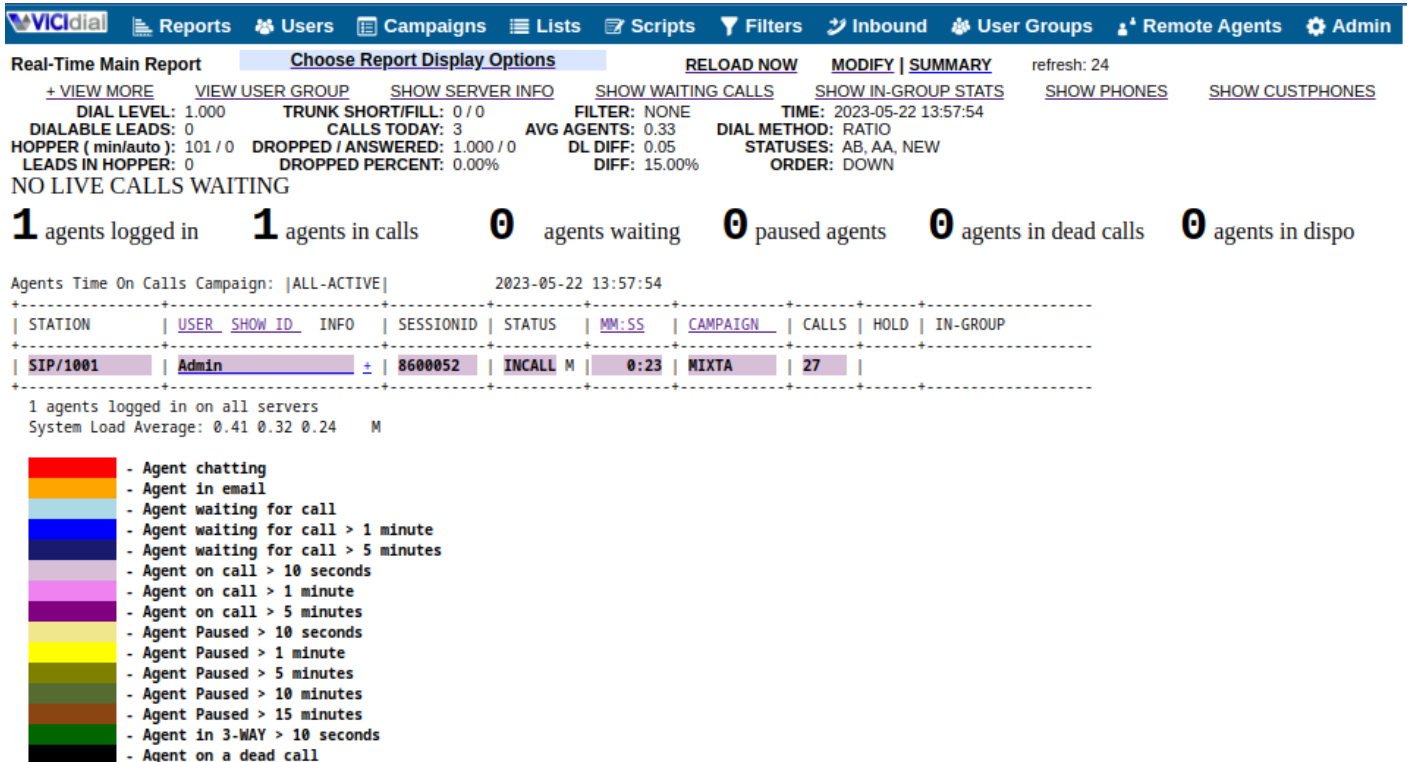 VICIdial Reports Users Campaigns Lists Scripts Filters Inbound User Groups Remote Agents Admin
Real-Time Main Report Choose Report Display Options RELOAD NOW MODIFY | SUMMARY refresh: 24
+ VIEW MORE VIEW USER GROUP SHOW SERVER INFO SHOW WAITING CALLS SHOW IN-GROUP STATS SHOW PHONES SHOW CUSTPHONES
DIAL LEVEL: 1.000 TRUNK SHORT/FILL: 0 / 0 FILTER: NONE TIME: 2023-05-22 13:57:54
DIALABLE LEADS: 0 CALLS TODAY: 3 AVG AGENTS: 0.33 DIAL METHOD: RATIO
HOPPER ( min/auto ): 101 / 0 DROPPED / ANSWERED: 1.000 / 0 DL DIFF: 0.05 STATUSES: AB, AA, NEW
LEADS IN HOPPER: 0 DROPPED PERCENT: 0.00% DIFF: 15.00% ORDER: DOWN
NO LIVE CALLS WAITING
1 agents logged in 1 agents in calls 0 agents waiting 0 paused agents 0 agents in dead calls 0 agents in dispo
Agents Time On Calls Campaign: |ALL-ACTIVE| 2023-05-22 13:57:54
+----------------+------------------------+-----------+----------+---------+------------+-------+------+-------------------
| STATION | USER SHOW ID INFO | SESSIONID | STATUS | MM:SS | CAMPAIGN | CALLS | HOLD | IN-GROUP
+----------------+------------------------+-----------+----------+---------+------------+-------+------+-------------------
| SIP/1001 | Admin + | 8600052 | INCALL M | 0:23 | MIXTA | 27 |
+----------------+------------------------+-----------+----------+---------+------------+-------+------+-------------------
1 agents logged in on all servers
System Load Average: 0.41 0.32 0.24 M
- Agent chatting
- Agent in email
- Agent waiting for call
- Agent waiting for call > 1 minute
- Agent waiting for call > 5 minutes
- Agent on call > 10 seconds
- Agent on call > 1 minute
- Agent on call > 5 minutes
- Agent Paused > 10 seconds
- Agent Paused > 1 minute
- Agent Paused > 5 minutes
- Agent Paused > 10 minutes
- Agent Paused > 15 minutes
- Agent in 3-WAY > 10 seconds
- Agent on a dead call